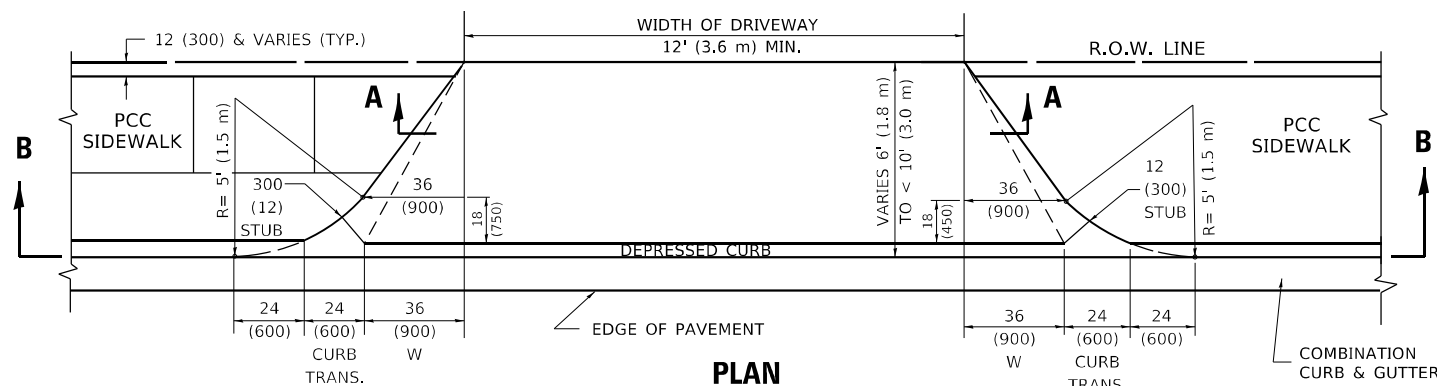 WIDTH OF DRIVEWAY
12' (3.6 m) MIN.
12 (300) & VARIES (TYP.)
R.O.W. LINE
A
A
B
B
PCC
SIDEWALK
PCC
SIDEWALK
R= 5' (1.5 m)
300
(12)
STUB
36
(900)
18
(750)
VARIES 6' (1.8 m)
TO < 10' (3.0 m)
36
(900)
18
(450)
12
(300)
STUB
R= 5' (1.5 m)
DEPRESSED CURB
24
(600)
24
(600)
CURB
TRANS.
36
(900)
W
EDGE OF PAVEMENT
36
(900)
W
24
(600)
CURB
TRANS.
24
(600)
COMBINATION
CURB & GUTTER
PLAN